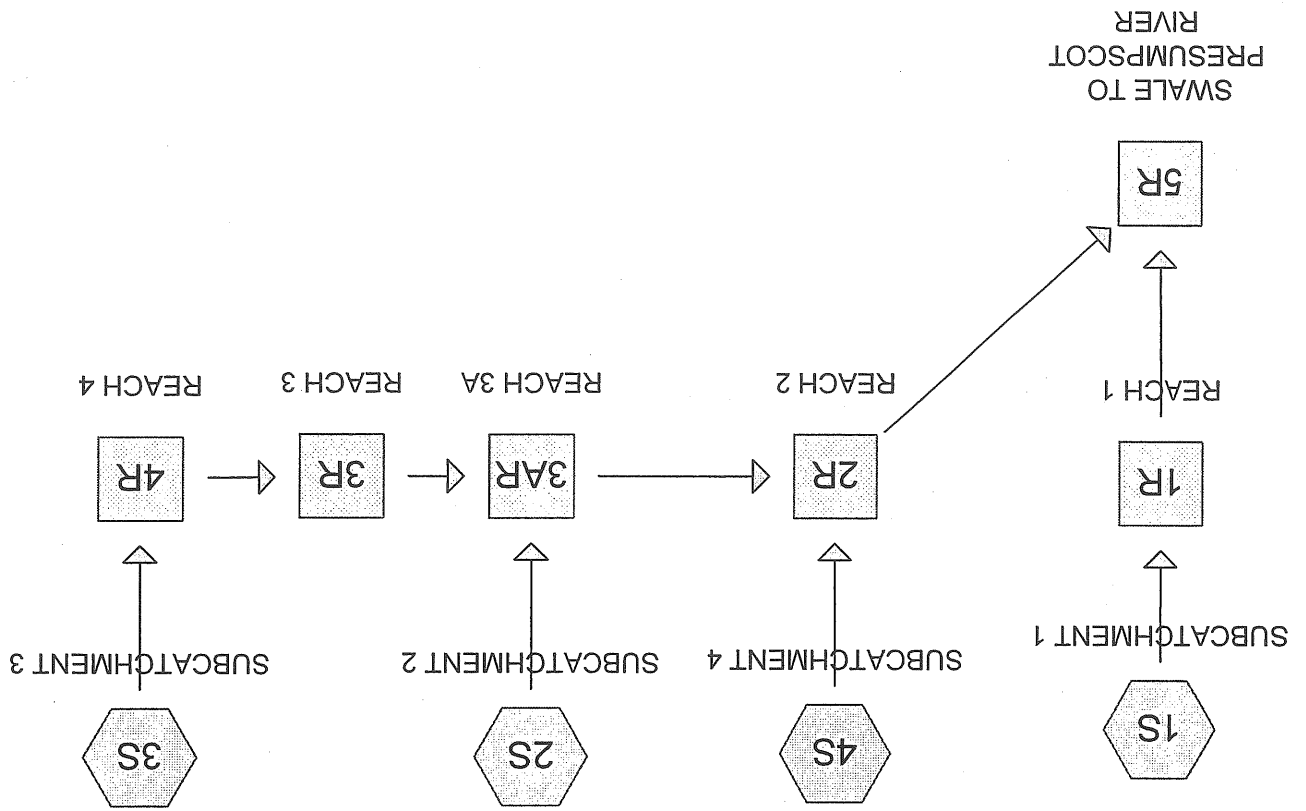 1S
4S
2S
3S
SUBCATCHMENT 1
SUBCATCHMENT 4
SUBCATCHMENT 2
SUBCATCHMENT 3
1R
2R
3AR
3R
4R
REACH 1
REACH 2
REACH 3A
REACH 3
REACH 4
5R
SWALE TO
PRESUMPSCOT
RIVER